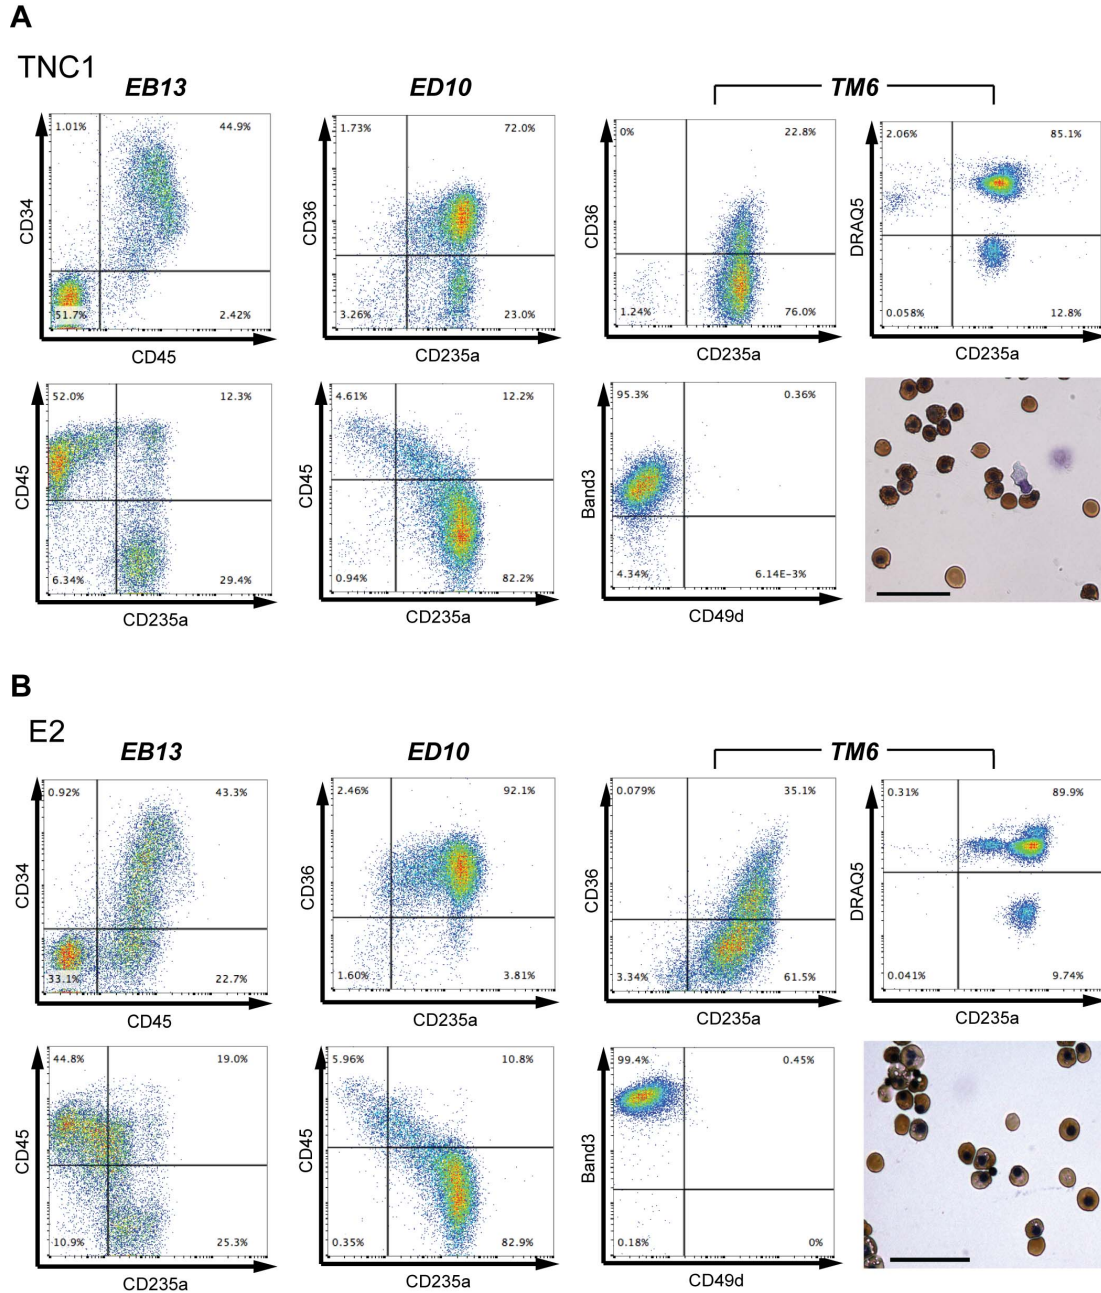 A
TNC1
EB13
ED10
TM6
1.01%
44.9%
51.7%
2.42%
CD34
CD45
1.73%
72.0%
3.26%
23.0%
CD36
CD235a
0%
22.8%
1.24%
76.0%
CD36
CD235a
2.06%
85.1%
0.058%
12.8%
DRAQ5
CD235a
52.0%
12.3%
6.34%
29.4%
CD45
CD235a
4.61%
12.2%
0.94%
82.2%
CD45
CD235a
95.3%
0.36%
4.34%
6.14E-3%
Band3
CD49d
B
E2
EB13
ED10
TM6
0.92%
43.3%
33.1%
22.7%
CD34
CD45
2.46%
92.1%
1.60%
3.81%
CD36
CD235a
0.079%
35.1%
3.34%
61.5%
CD36
CD235a
0.31%
89.9%
0.041%
9.74%
DRAQ5
CD235a
44.8%
19.0%
10.9%
25.3%
CD45
CD235a
5.96%
10.8%
0.35%
82.9%
CD45
CD235a
99.4%
0.45%
0.18%
0%
Band3
CD49d